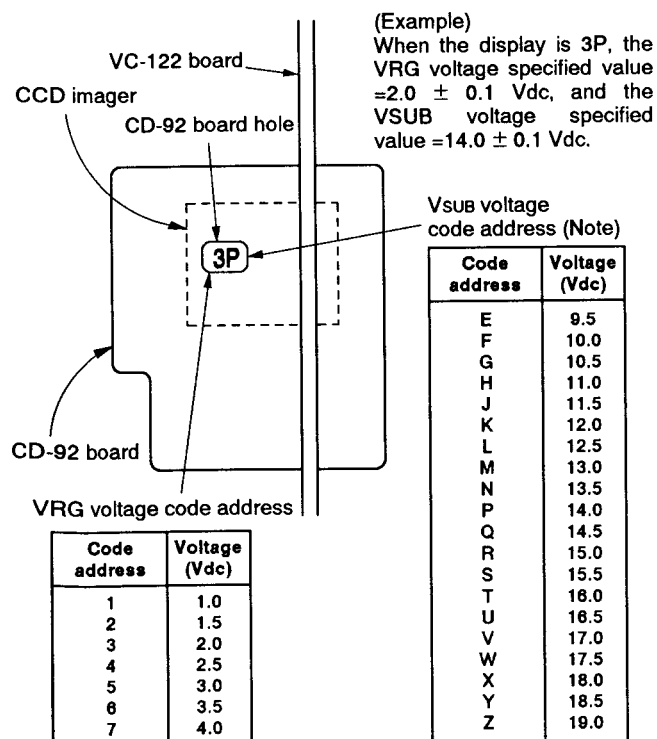 (Example)
When the display is 3P, the
VRG voltage specified value
=2.0 ± 0.1 Vdc, and the
VSUB voltage specified
value =14.0 ± 0.1 Vdc.
VC-122 board
CCD imager
CD-92 board hole
3P
VSUB voltage
code address (Note)
Code address Voltage (Vdc)
E 9.5
F 10.0
G 10.5
H 11.0
J 11.5
K 12.0
L 12.5
M 13.0
N 13.5
P 14.0
Q 14.5
R 15.0
S 15.5
T 16.0
U 16.5
V 17.0
W 17.5
X 18.0
Y 18.5
Z 19.0
CD-92 board
VRG voltage code address
Code address Voltage (Vdc)
1 1.0
2 1.5
3 2.0
4 2.5
5 3.0
6 3.5
7 4.0